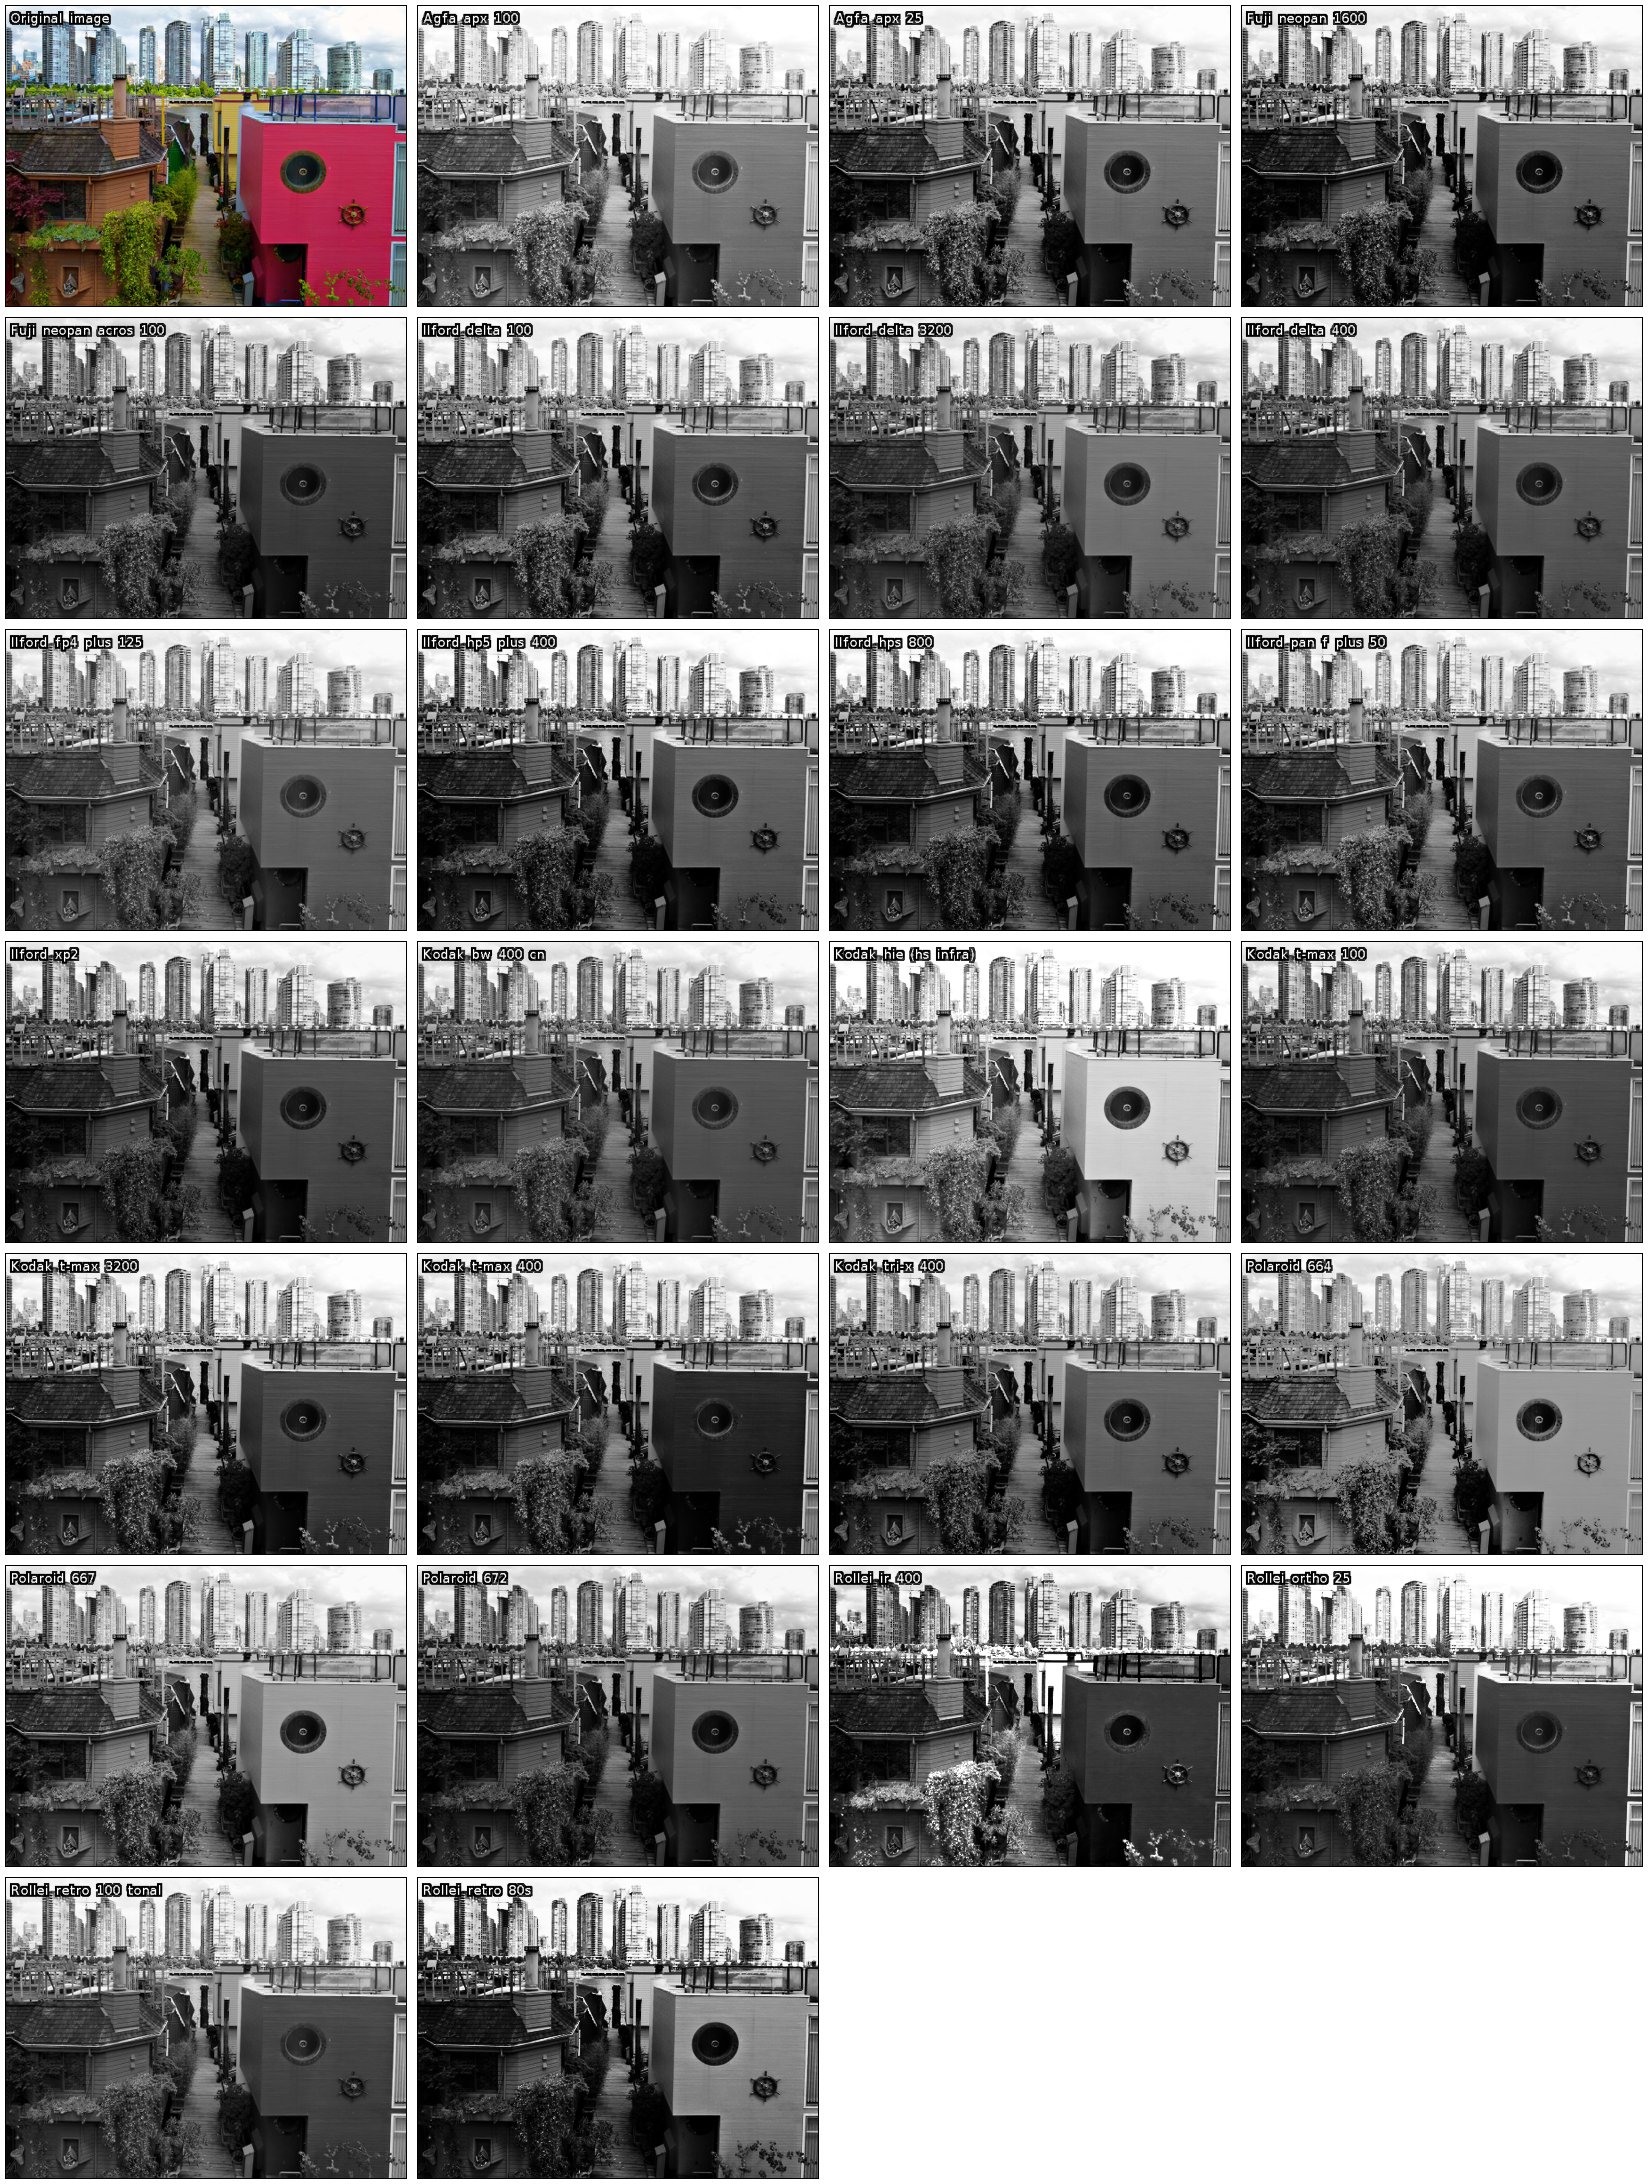 Original image
Agfa apx 100
Agfa apx 25
Fuji neopan 1600
Fuji neopan acros 100
Ilford delta 100
Ilford delta 3200
Ilford delta 400
Ilford fp4 plus 125
Ilford hp5 plus 400
Ilford hps 800
Ilford pan f plus 50
Ilford xp2
Kodak bw 400 cn
Kodak hie (hs infra)
Kodak t-max 100
Kodak t-max 3200
Kodak t-max 400
Kodak tri-x 400
Polaroid 664
Polaroid 667
Polaroid 672
Rollei ir 400
Rollei ortho 25
Rollei retro 100 tonal
Rollei retro 80s